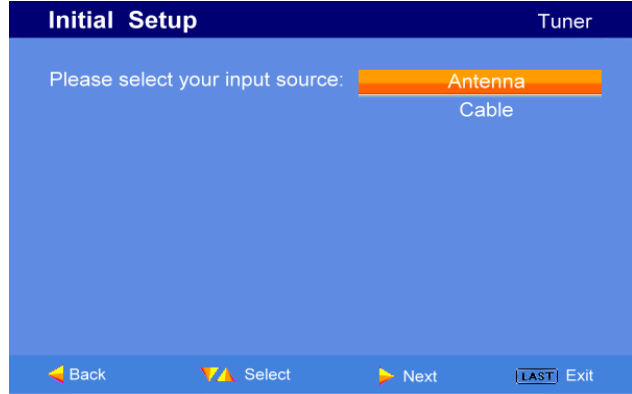 Initial Setup Tuner
Please select your input source: Antenna
Cable
Back Select Next LAST Exit